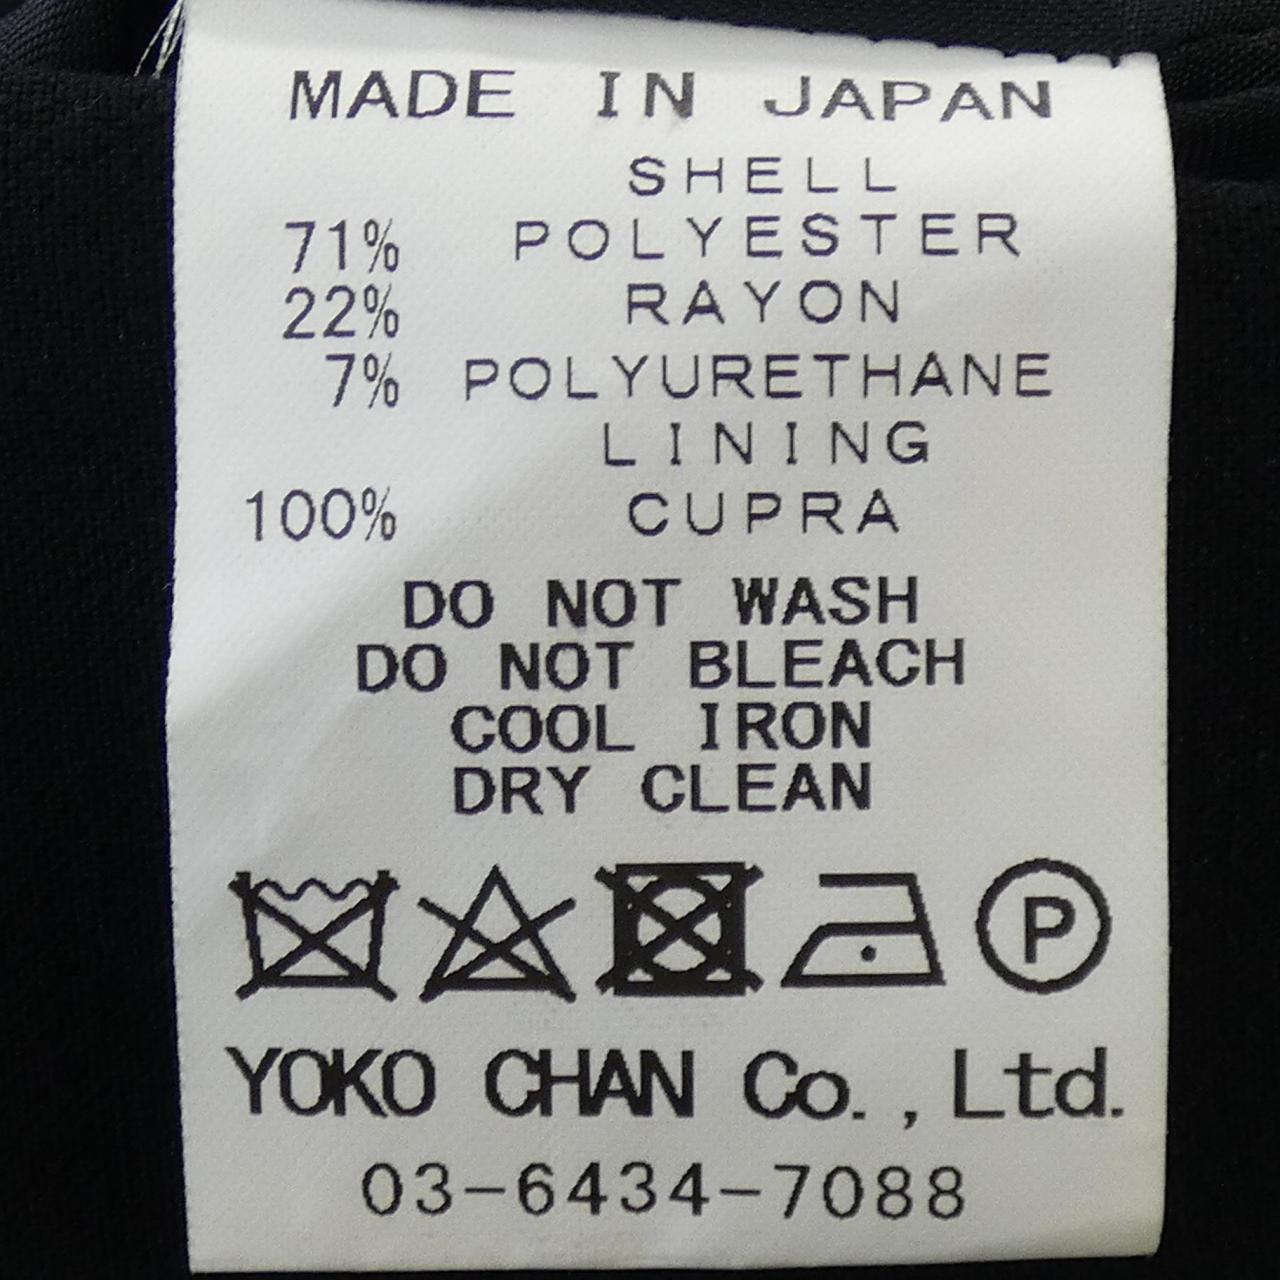 MADE IN JAPAN
SHELL
71% POLYESTER
22% RAYON
7% POLYURETHANE
LINING
100% CUPRA
DO NOT WASH
DO NOT BLEACH
COOL IRON
DRY CLEAN
P
YOKO CHAN Co., Ltd.
03-6434-7088